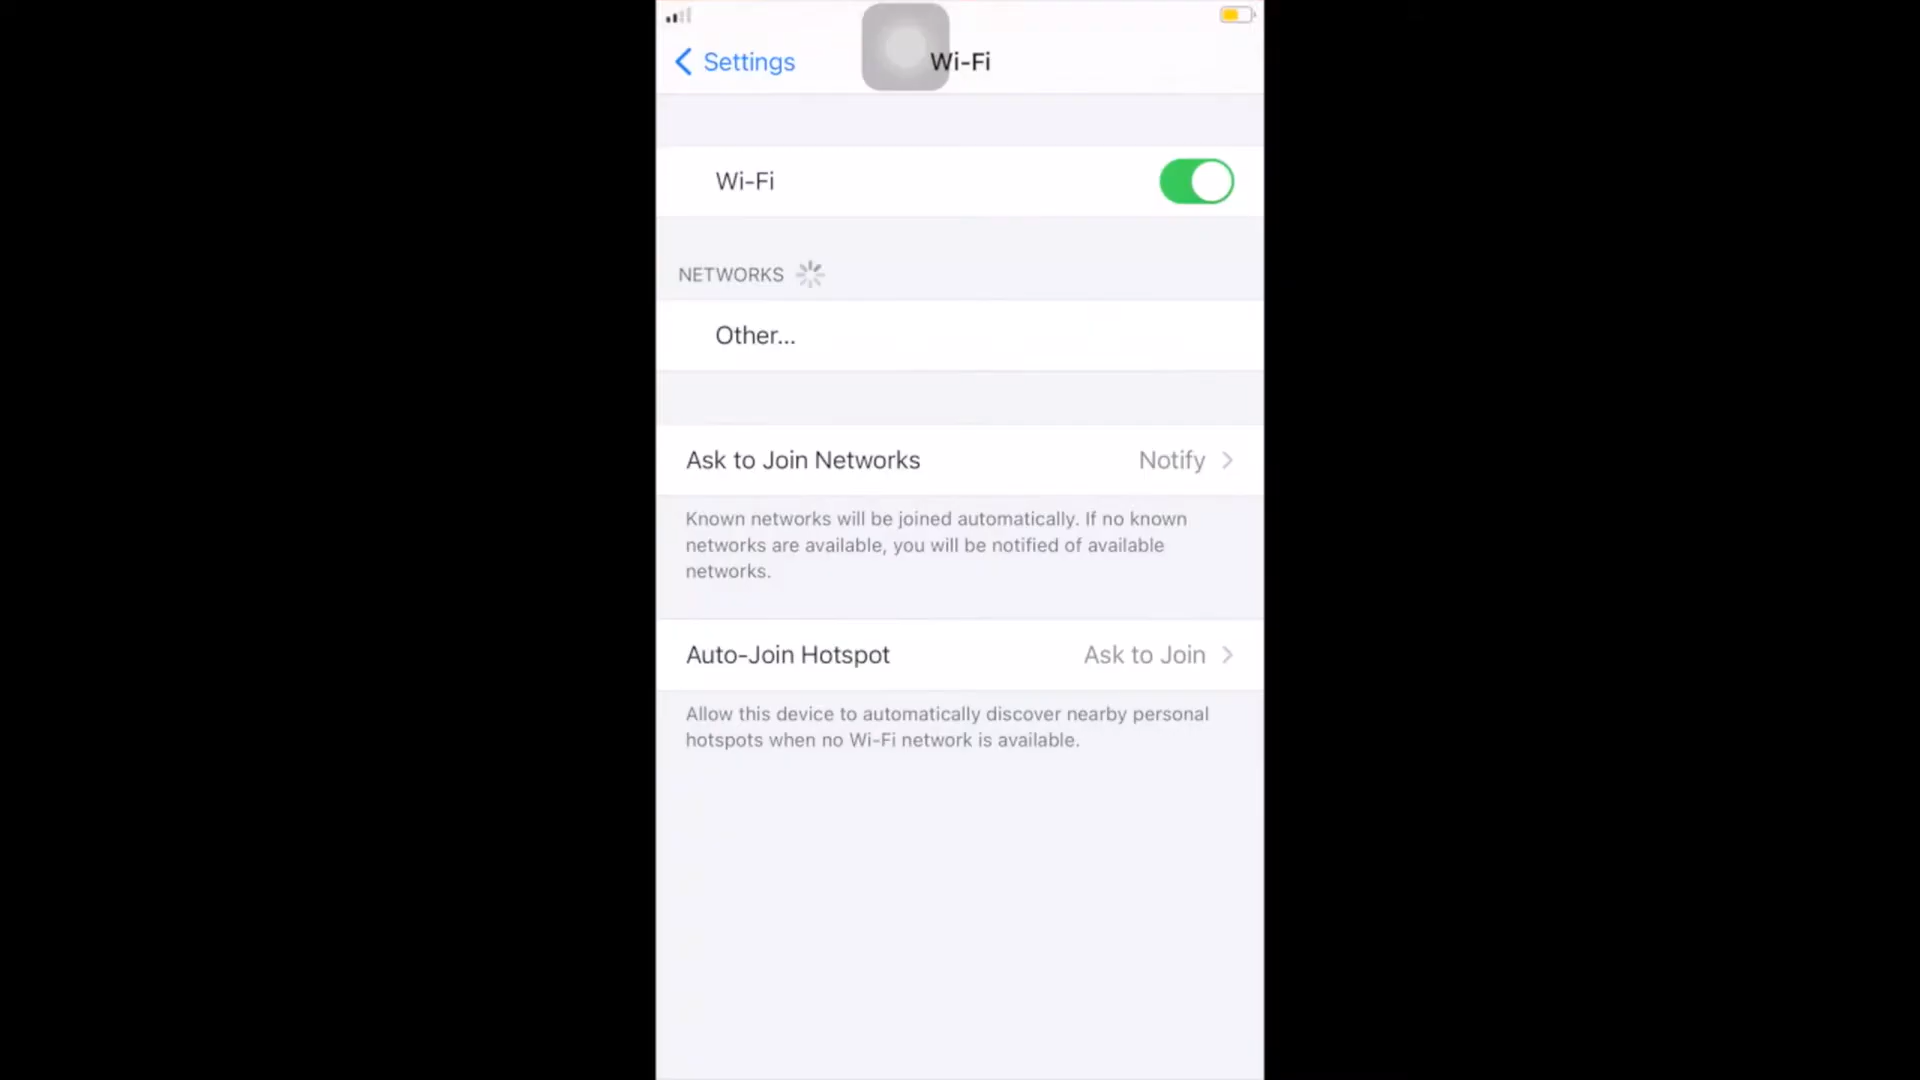 Settings
Wi-Fi
Wi-Fi
NETWORKS
Other...
Ask to Join Networks Notify
Known networks will be joined automatically. If no known
networks are available, you will be notified of available
networks.
Auto-Join Hotspot Ask to Join
Allow this device to automatically discover nearby personal
hotspots when no Wi-Fi network is available.